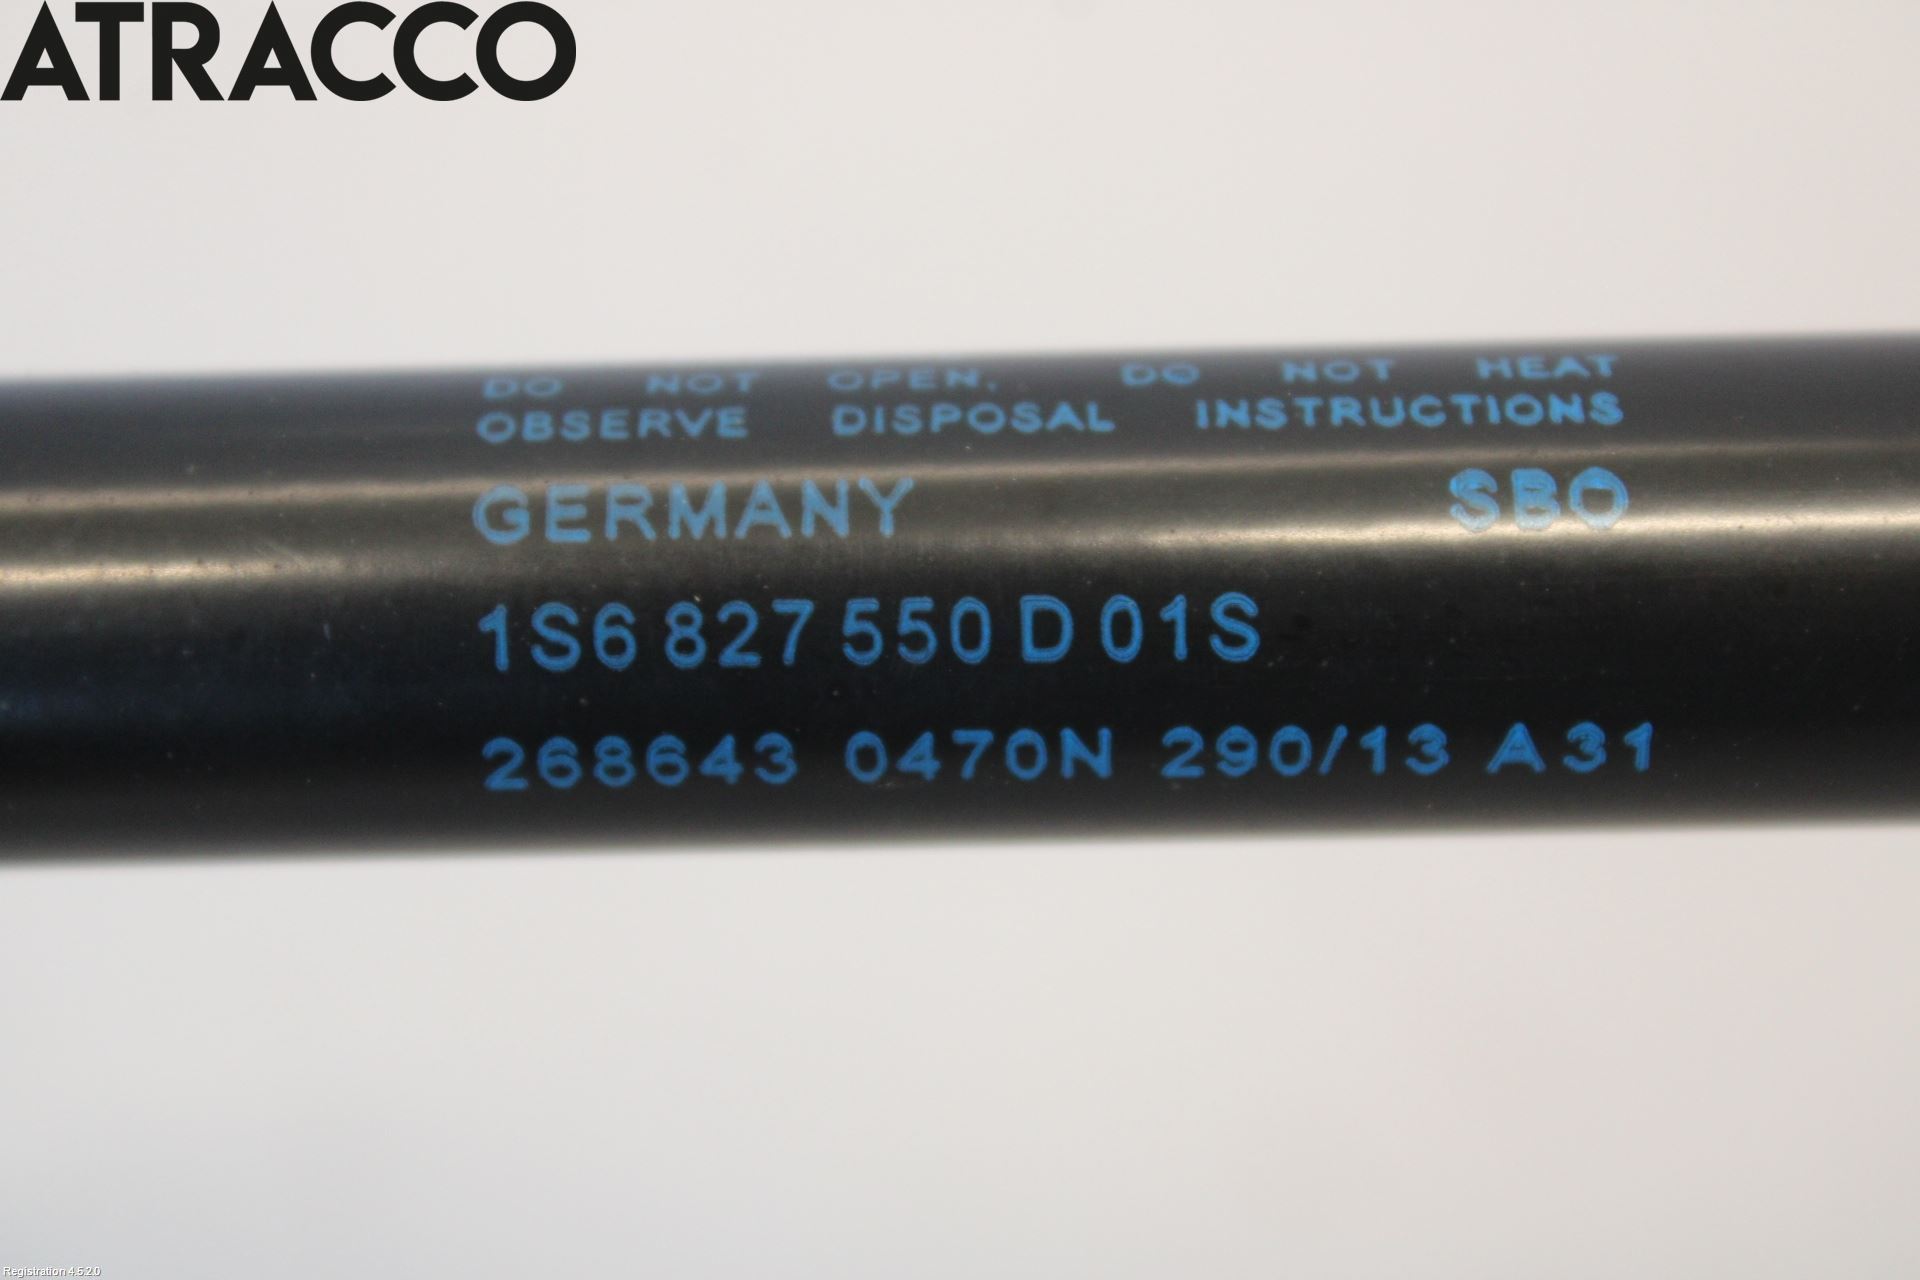 ATRACCO
DO NOT OPEN. DO NOT HEAT
OBSERVE DISPOSAL INSTRUCTIONS
GERMANY SBO
1S6 827 550 D 01S
268643 0470N 290/13 A31
Registration 4.5.2.0